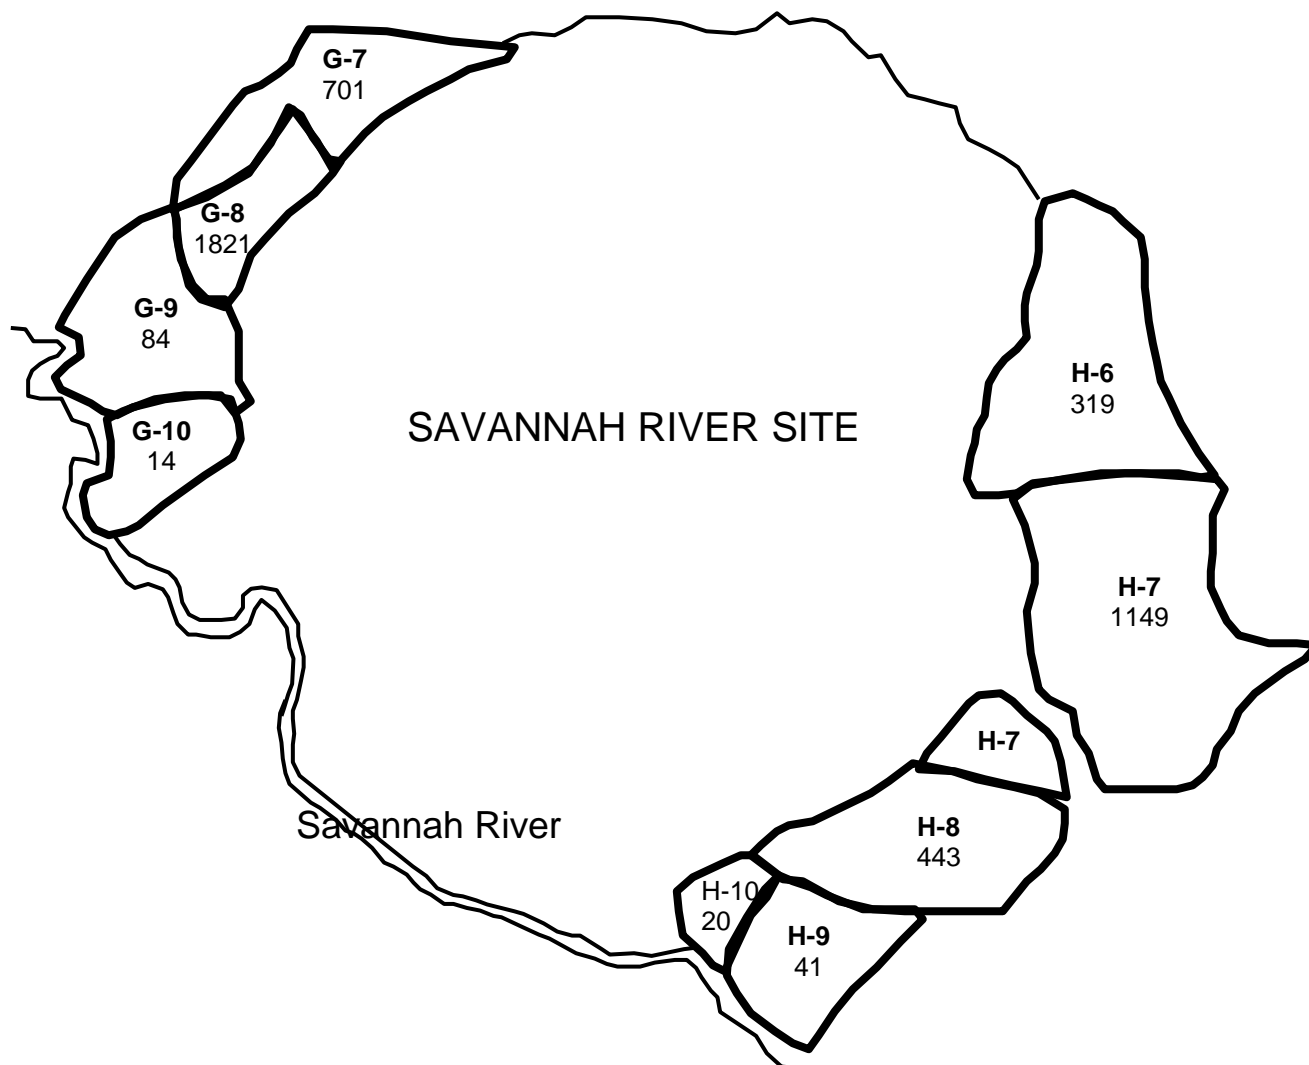 G-7
701
G-8
1821
G-9
84
H-6
319
SAVANNAH RIVER SITE
G-10
14
H-7
1149
H-7
Savannah River
H-8
443
H-10
20
H-9
41